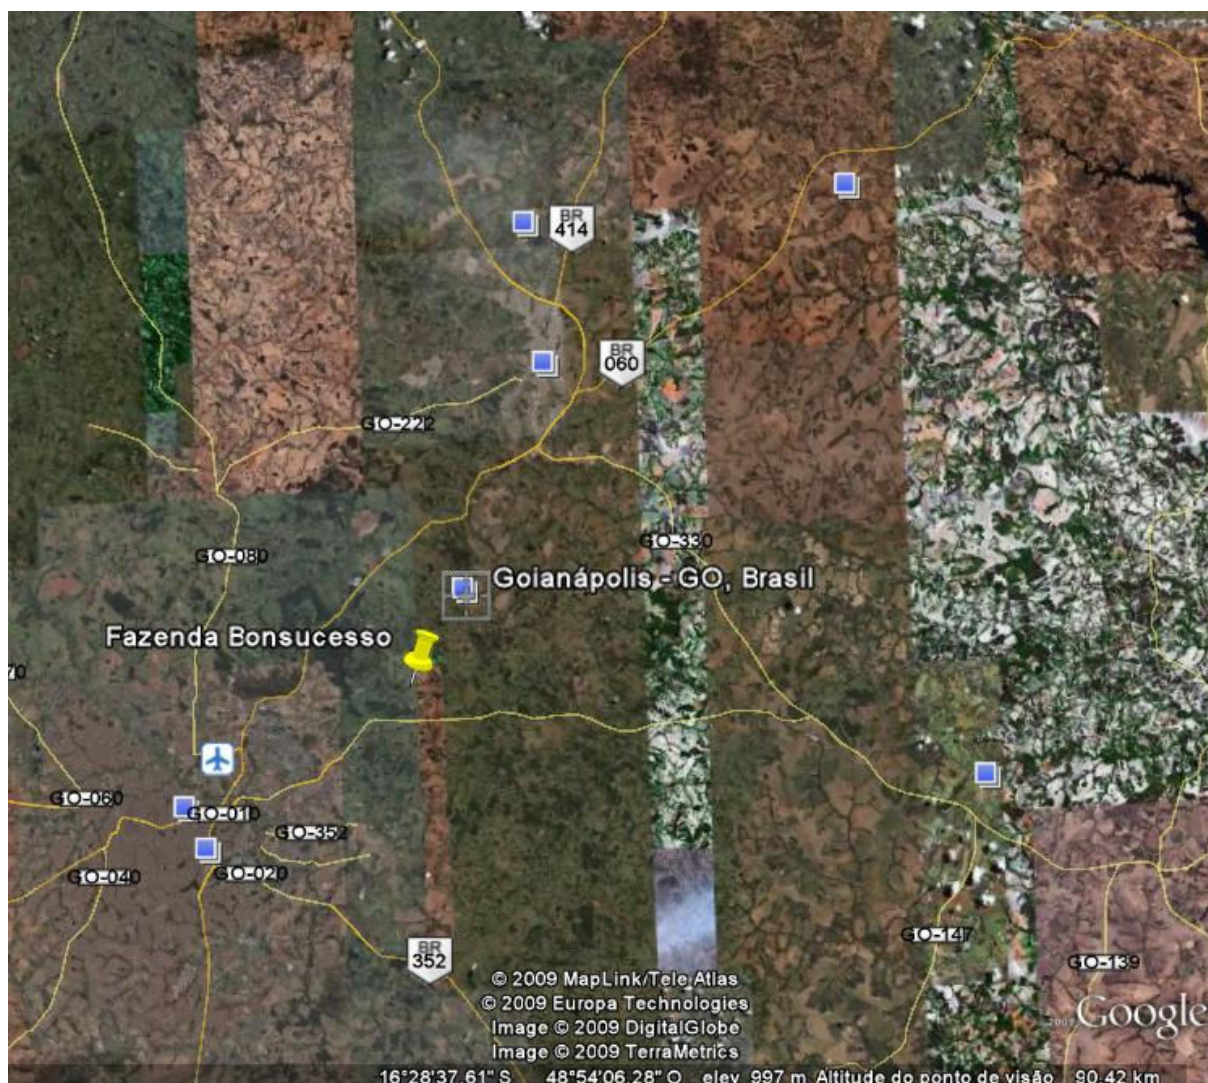 BR
414
BR
060
GO-222
GO-330
GO-080
Goianápolis - GO, Brasil
Fazenda Bonsucesso
70
GO-060
GO-010
GO-352
GO-040
GO-020
GO-147
BR
352
GO-139
© 2009 MapLink/Tele Atlas
© 2009 Europa Technologies
Image © 2009 DigitalGlobe
Image © 2009 TerraMetrics
2009 Google
16°28'37.61" S 48°54'06.28" O elev 997 m Altitude do ponto de visão 90.42 km